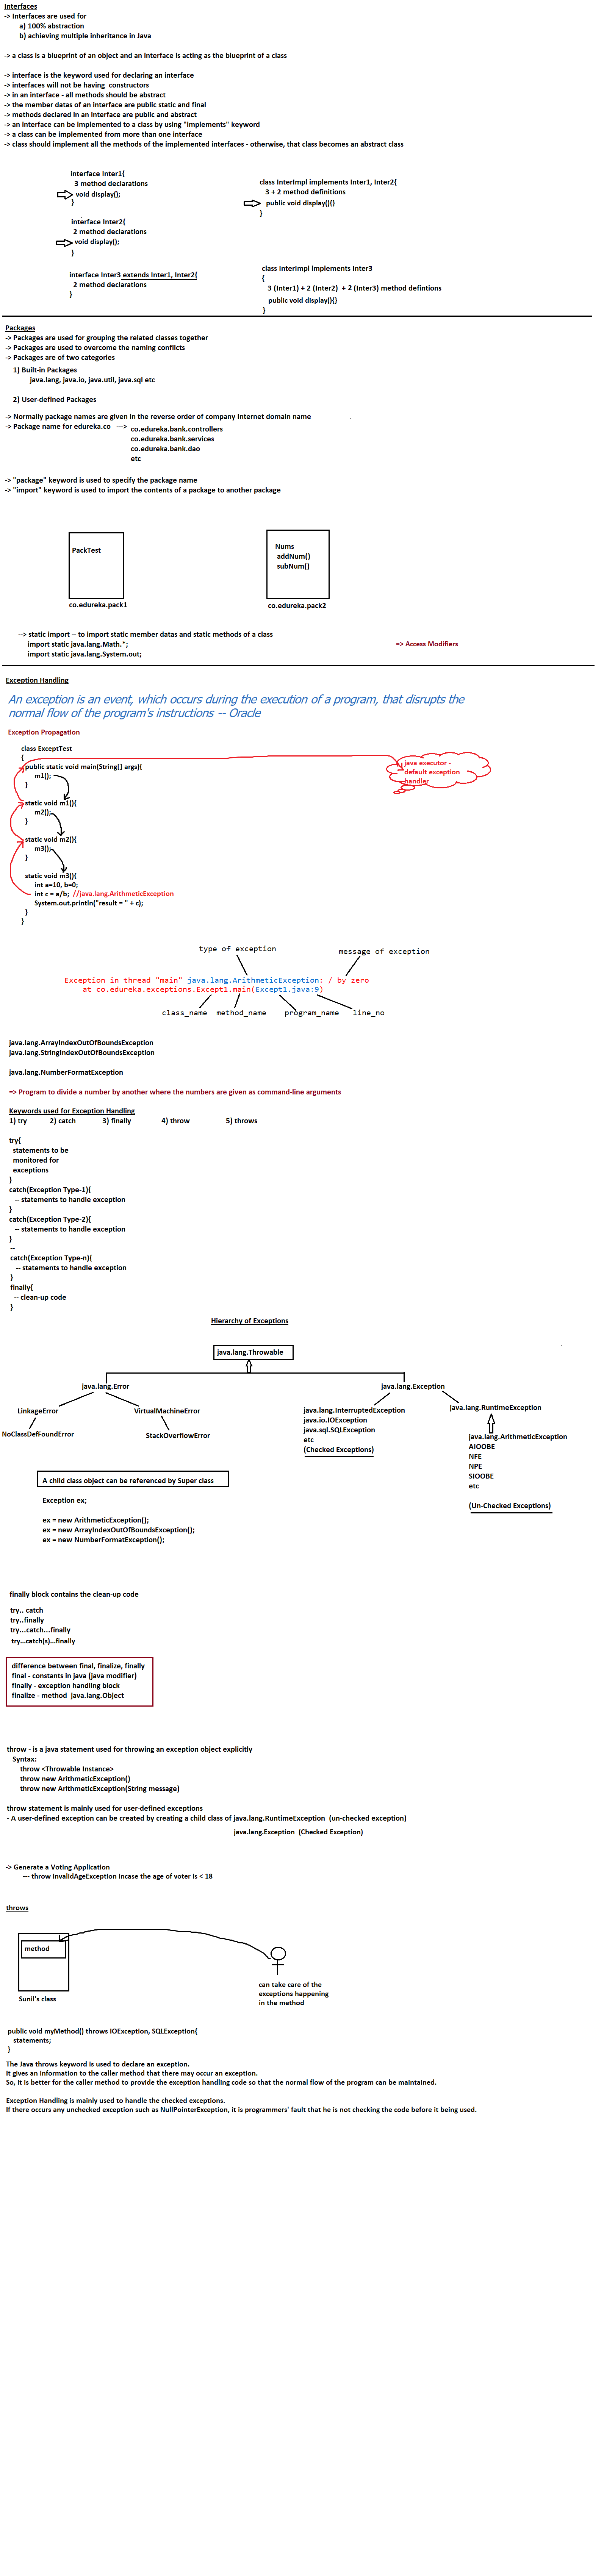 Interfaces
-> Interfaces are used for
a) 100% abstraction
b) achieving multiple inheritance in Java
-> a class is a blueprint of an object and an interface is acting as the blueprint of a class
-> interface is the keyword used for declaring an interface
-> interfaces will not be having constructors
-> in an interface - all methods should be abstract
-> the member datas of an interface are public static and final
-> methods declared in an interface are public and abstract
-> an interface can be implemented to a class by using "implements" keyword
-> a class can be implemented from more than one interface
-> class should implement all the methods of the implemented interfaces - otherwise, that class becomes an abstract class
interface Inter1{
3 method declarations
void display();
}
interface Inter2{
2 method declarations
void display();
}
class InterImpl implements Inter1, Inter2{
3 + 2 method definitions
public void display(){}
}
interface Inter3 extends Inter1, Inter2{
2 method declarations
}
class InterImpl implements Inter3
{
3 (Inter1) + 2 (Inter2) + 2 (Inter3) method defintions
public void display(){}
}
Packages
-> Packages are used for grouping the related classes together
-> Packages are used to overcome the naming conflicts
-> Packages are of two categories
1) Built-in Packages
java.lang, java.io, java.util, java.sql etc
2) User-defined Packages
-> Normally package names are given in the reverse order of company Internet domain name
-> Package name for edureka.co ---> co.edureka.bank.controllers
co.edureka.bank.services
co.edureka.bank.dao
etc
-> "package" keyword is used to specify the package name
-> "import" keyword is used to import the contents of a package to another package
PackTest
co.edureka.pack1
Nums
addNum()
subNum()
co.edureka.pack2
--> static import -- to import static member datas and static methods of a class
import static java.lang.Math.*;
import static java.lang.System.out;
=> Access Modifiers
Exception Handling
An exception is an event, which occurs during the execution of a program, that disrupts the
normal flow of the program's instructions -- Oracle
Exception Propagation
class ExceptTest
{
public static void main(String[] args){
m1();
}
java executor -
default exception
handler
static void m1(){
m2();
}
static void m2(){
m3();
}
static void m3(){
int a=10, b=0;
int c = a/b; //java.lang.ArithmeticException
System.out.println("result = " + c);
}
}
type of exception
message of exception
Exception in thread "main" java.lang.ArithmeticException: / by zero
at co.edureka.exceptions.Except1.main(Except1.java:9)
class_name method_name program_name line_no
java.lang.ArrayIndexOutOfBoundsException
java.lang.StringIndexOutOfBoundsException
java.lang.NumberFormatException
=> Program to divide a number by another where the numbers are given as command-line arguments
Keywords used for Exception Handling
1) try 2) catch 3) finally 4) throw 5) throws
try{
statements to be
monitored for
exceptions
}
catch(Exception Type-1){
-- statements to handle exception
}
catch(Exception Type-2){
-- statements to handle exception
}
--
catch(Exception Type-n){
-- statements to handle exception
}
finally{
-- clean-up code
}
Hierarchy of Exceptions
java.lang.Throwable
java.lang.Error
java.lang.Exception
LinkageError
VirtualMachineError
NoClassDefFoundError
StackOverflowError
java.lang.InterruptedException
java.io.IOException
java.sql.SQLException
etc
(Checked Exceptions)
java.lang.RuntimeException
java.lang.ArithmeticException
AIOOBE
NFE
NPE
SIOOBE
etc
(Un-Checked Exceptions)
A child class object can be referenced by Super class
Exception ex;
ex = new ArithmeticException();
ex = new ArrayIndexOutOfBoundsException();
ex = new NumberFormatException();
finally block contains the clean-up code
try.. catch
try..finally
try...catch...finally
try...catch(s)...finally
difference between final, finalize, finally
final - constants in java (java modifier)
finally - exception handling block
finalize - method java.lang.Object
throw - is a java statement used for throwing an exception object explicitly
Syntax:
throw <Throwable Instance>
throw new ArithmeticException()
throw new ArithmeticException(String message)
throw statement is mainly used for user-defined exceptions
- A user-defined exception can be created by creating a child class of java.lang.RuntimeException (un-checked exception)
java.lang.Exception (Checked Exception)
-> Generate a Voting Application
--- throw InvalidAgeException incase the age of voter is < 18
throws
method
Sunil's class
can take care of the
exceptions happening
in the method
public void myMethod() throws IOException, SQLException{
statements;
}
The Java throws keyword is used to declare an exception.
It gives an information to the caller method that there may occur an exception.
So, it is better for the caller method to provide the exception handling code so that the normal flow of the program can be maintained.
Exception Handling is mainly used to handle the checked exceptions.
If there occurs any unchecked exception such as NullPointerException, it is programmers' fault that he is not checking the code before it being used.